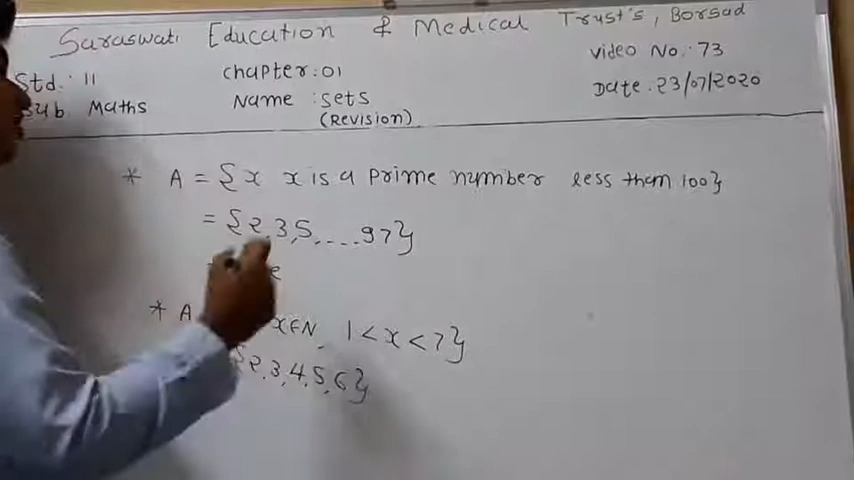 Saraswati Education & Medical Trust's, Borsad
Std. : 11 chapter : 01 video No. : 73
Sub Maths Name : sets Date : 23/07/2020
(Revision)
* A = {x x is a prime number less them 100}
= {2, 3, 5, .... 97}
* A x∈N, 1 < x < 7}
{2, 3, 4, 5, 6}